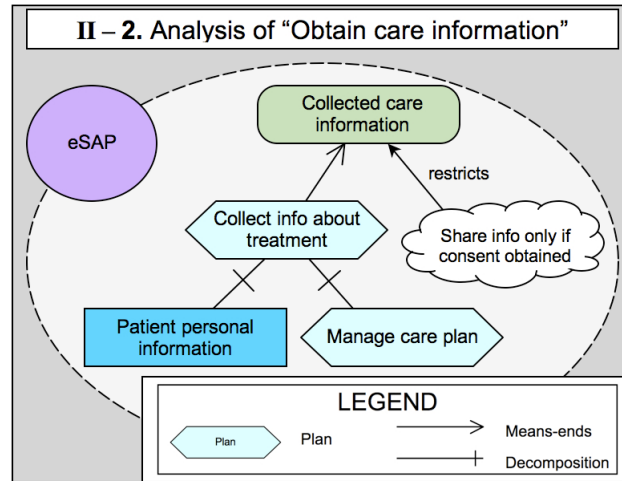 II – 2. Analysis of “Obtain care information”
eSAP
Collected care
information
restricts
Collect info about
treatment
Share info only if
consent obtained
Patient personal
information
Manage care plan
LEGEND
Plan
Plan
Means-ends
Decomposition